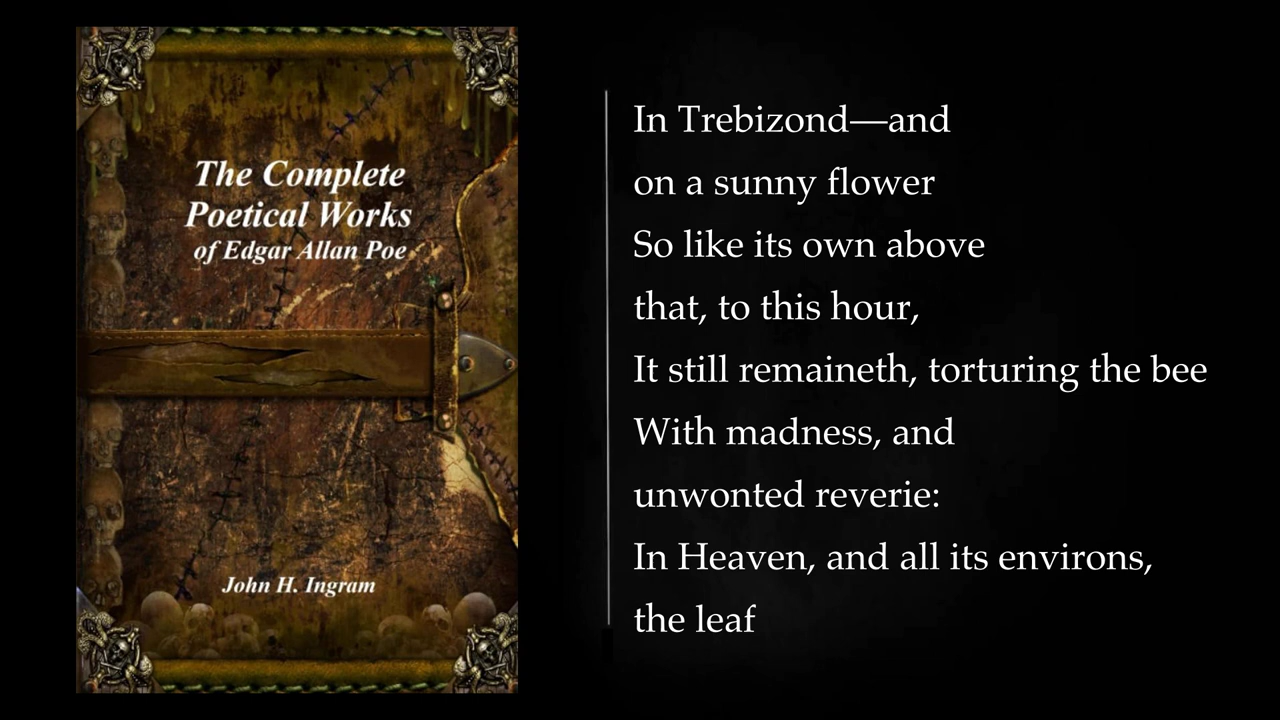 The Complete
Poetical Works
of Edgar Allan Poe
John H. Ingram
In Trebizond—and
on a sunny flower
So like its own above
that, to this hour,
It still remaineth, torturing the bee
With madness, and
unwonted reverie:
In Heaven, and all its environs,
the leaf